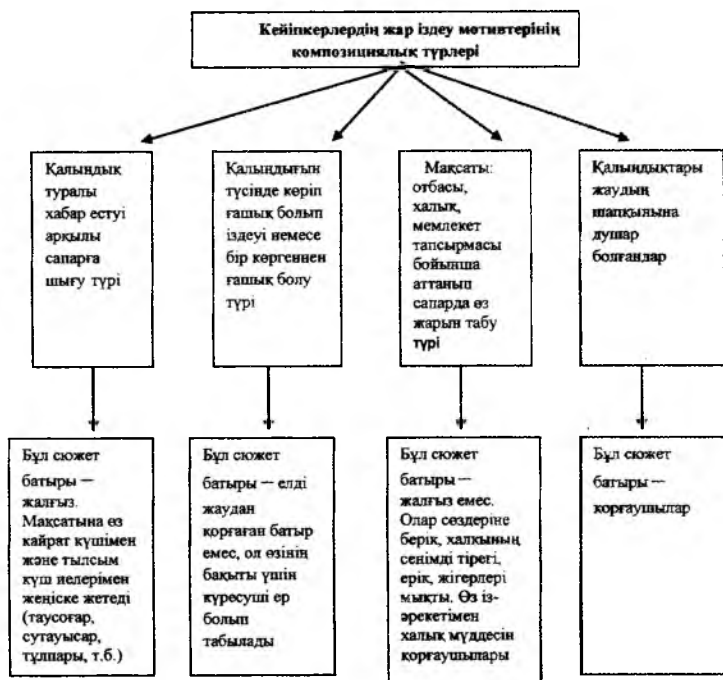 Кейіпкерлердің жар іздеу мотивтерінің
композициялық түрлері
Қалыңдық
туралы
хабар естуі
арқылы
сапарға
шығу түрі
Қалыңдығын
түсінде көріп
ғашық болып
іздеуі немесе
бір көргеннен
ғашық болу
түрі
Мақсаты:
отбасы,
халық,
мемлекет
тапсырмасы
бойынша
аттанып
сапарда өз
жарын табу
түрі
Қалыңдықтары
жаудың
шапқынына
душар
болғандар
Бұл сюжет
батыры —
жалғыз.
Мақсатына өз
қайрат күшімен
және тылсым
күш иелерімен
жеңіске жетеді
(таусоғар,
сутауысар,
тұлпары, т.б.)
Бұл сюжет
батыры — елді
жаудан
қорғаған батыр
емес, ол өзінің
бақыты үшін
күресуші ер
болып
табылады
Бұл сюжет
батыры —
жалғыз емес.
Олар сөздеріне
берік, халқының
сенімді тірегі,
ерік, жігерлері
мықты. Өз іс-
әрекетімен
халық мүддесін
қорғаушылары
Бұл сюжет
батыры —
қорғаушылар